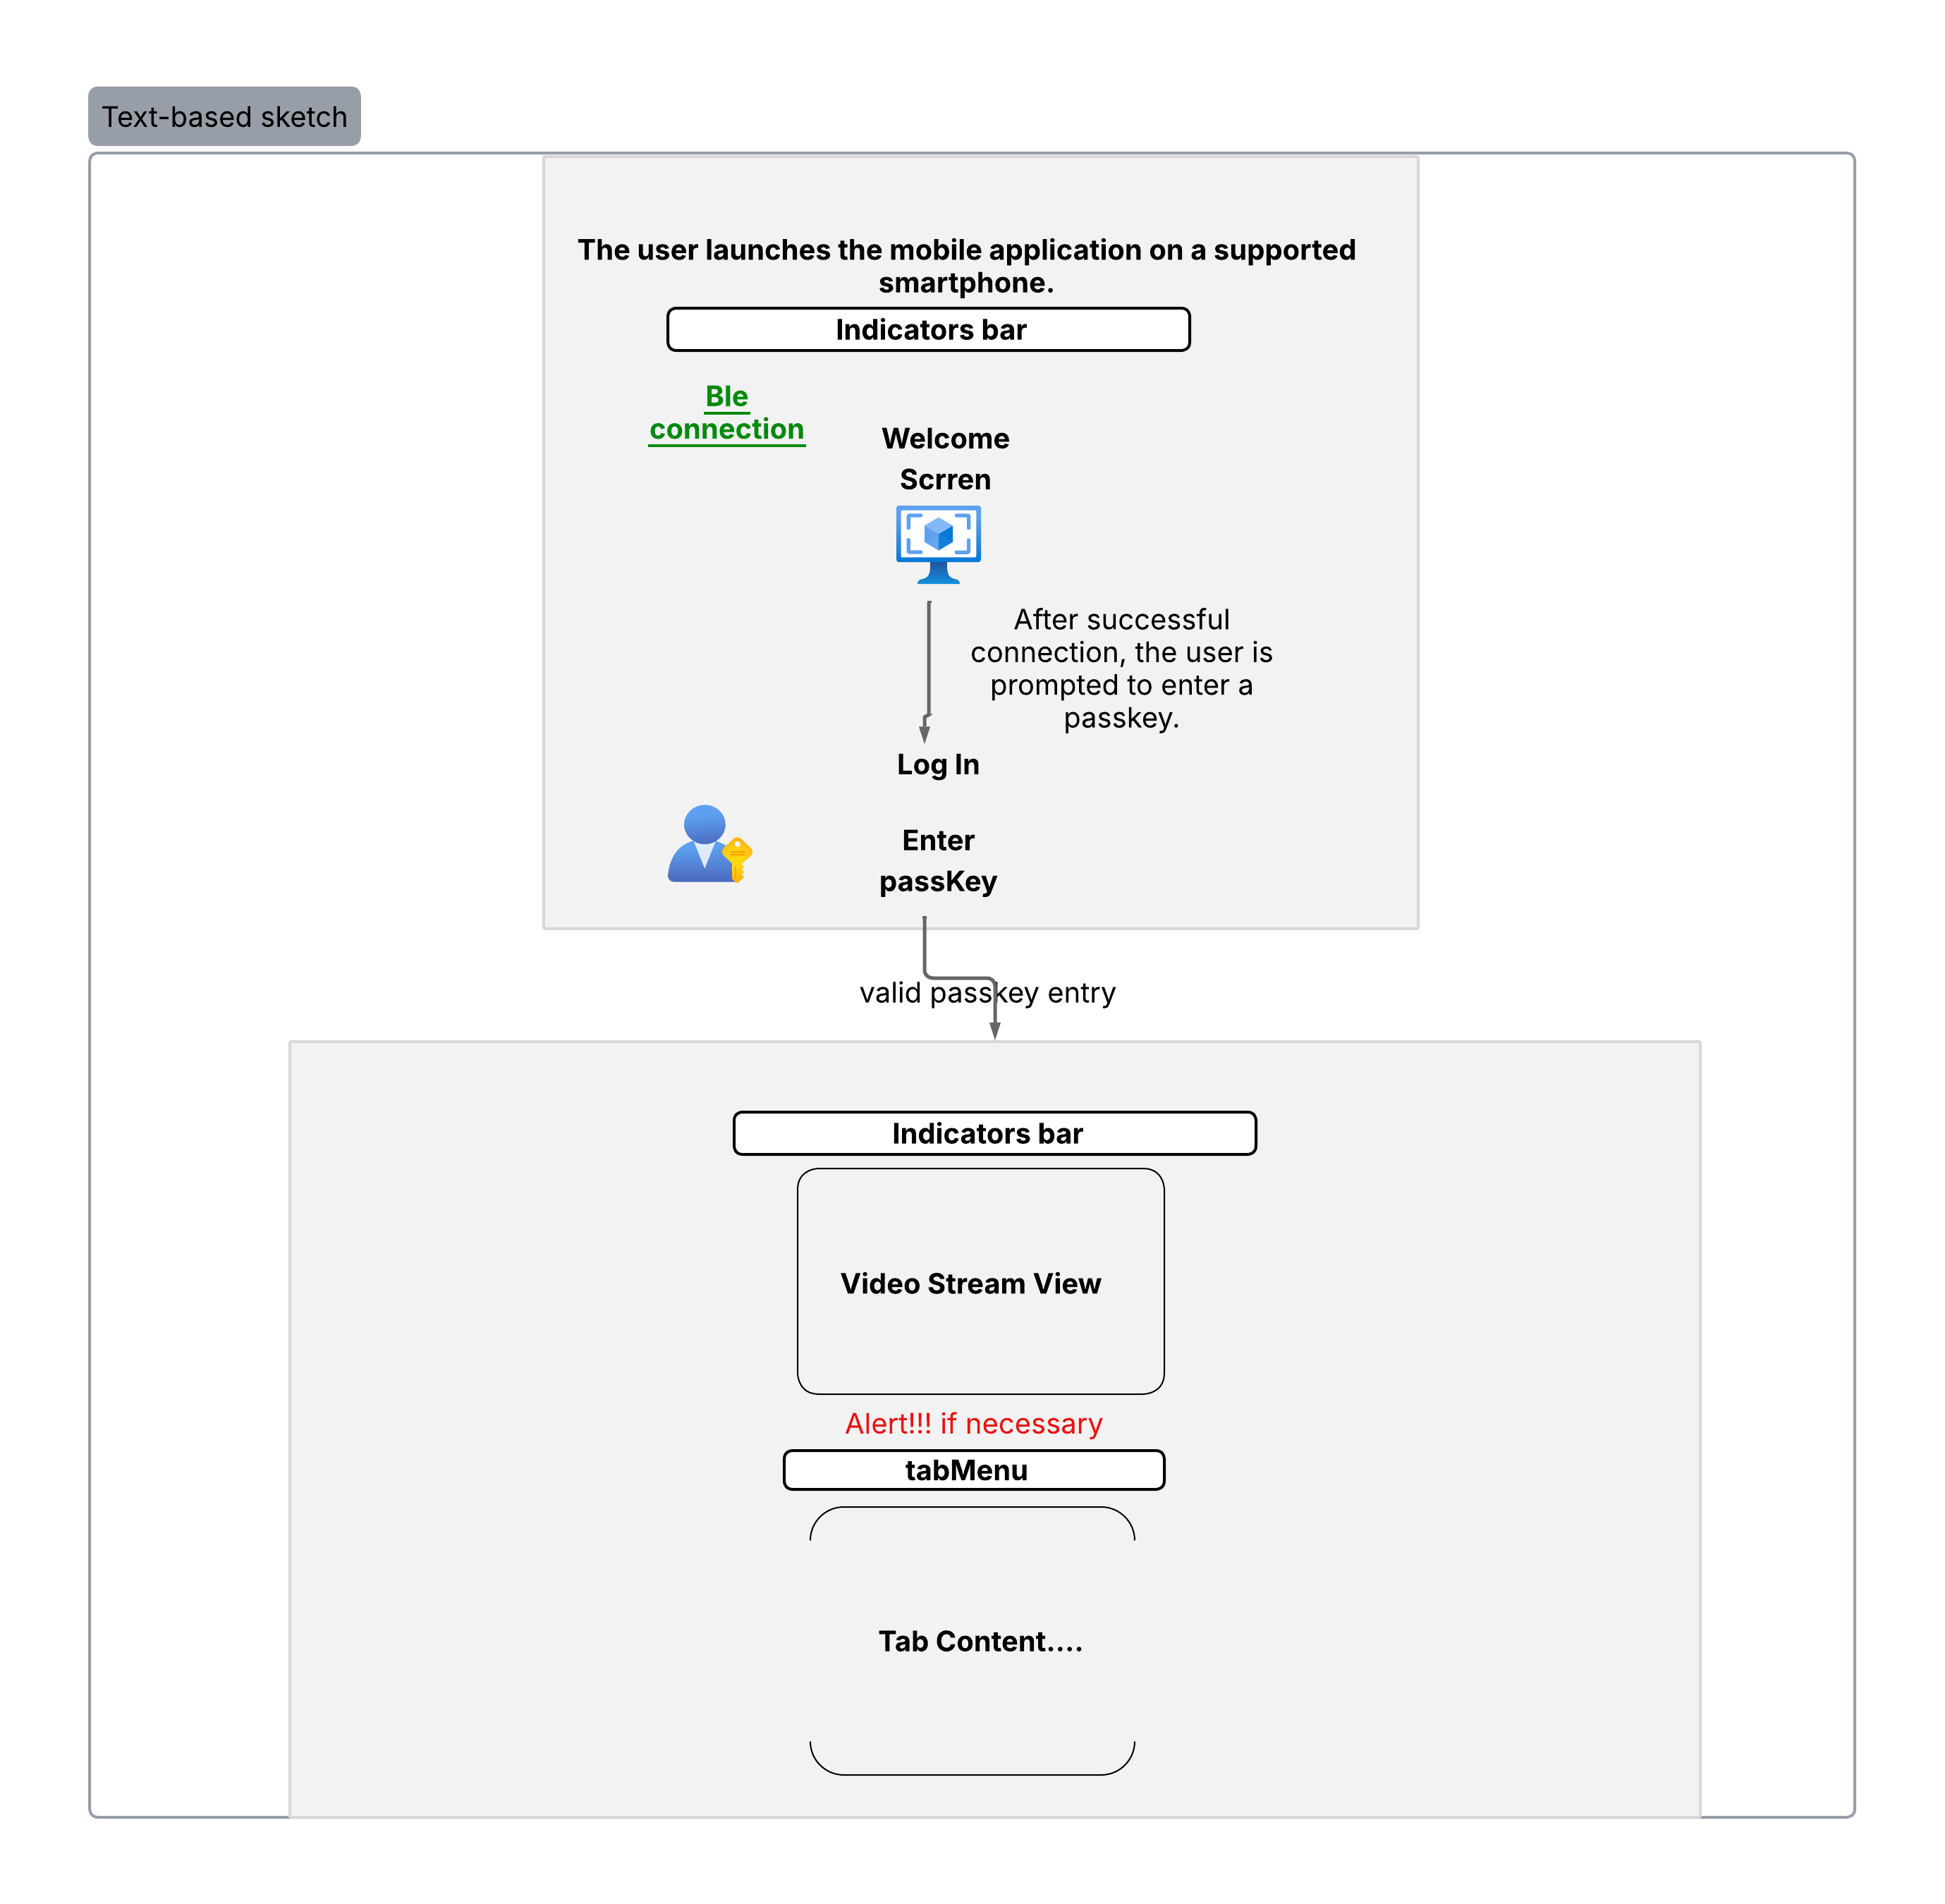 Text-based sketch
The user launches the mobile application on a supported
smartphone.
Indicators bar
Ble
connection
Welcome
Scrren
After successful
connection, the user is
prompted to enter a
passkey.
Log In
Enter
passKey
valid passkey entry
Indicators bar
Video Stream View
Alert!!! if necessary
tabMenu
Tab Content....